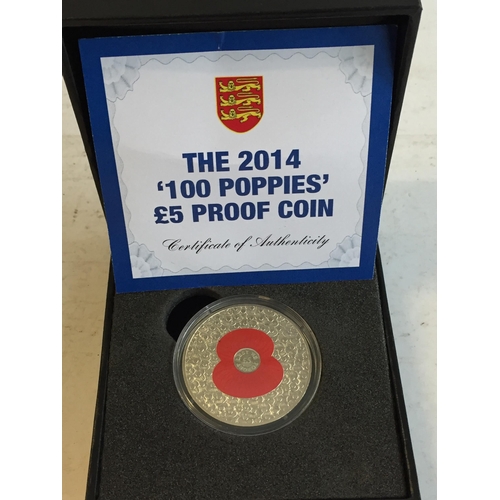 THE 2014
‘100 POPPIES’
£5 PROOF COIN
Certificate of Authenticity